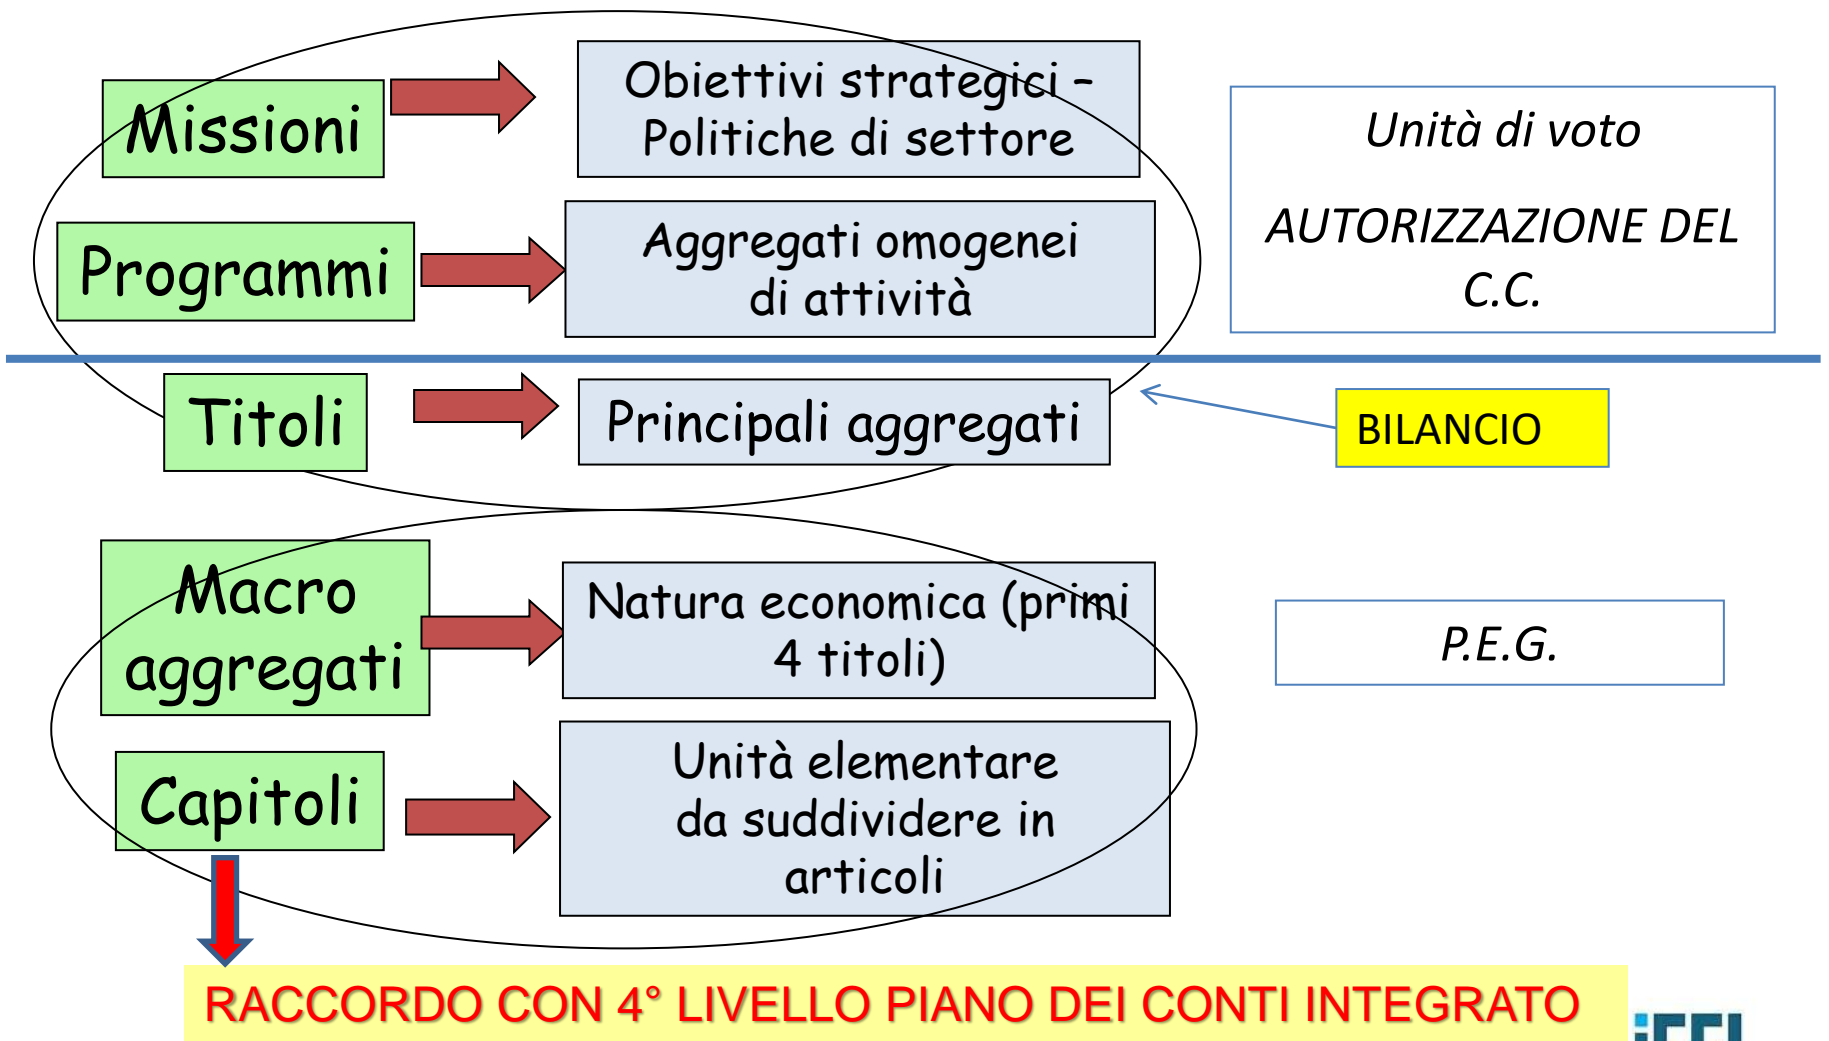 Missioni
Obiettivi strategici –
Politiche di settore
Unità di voto
AUTORIZZAZIONE DEL
C.C.
Programmi
Aggregati omogenei
di attività
Titoli
Principali aggregati
BILANCIO
Macro
aggregati
Natura economica (primi
4 titoli)
P.E.G.
Capitoli
Unità elementare
da suddividere in
articoli
RACCORDO CON 4° LIVELLO PIANO DEI CONTI INTEGRATO